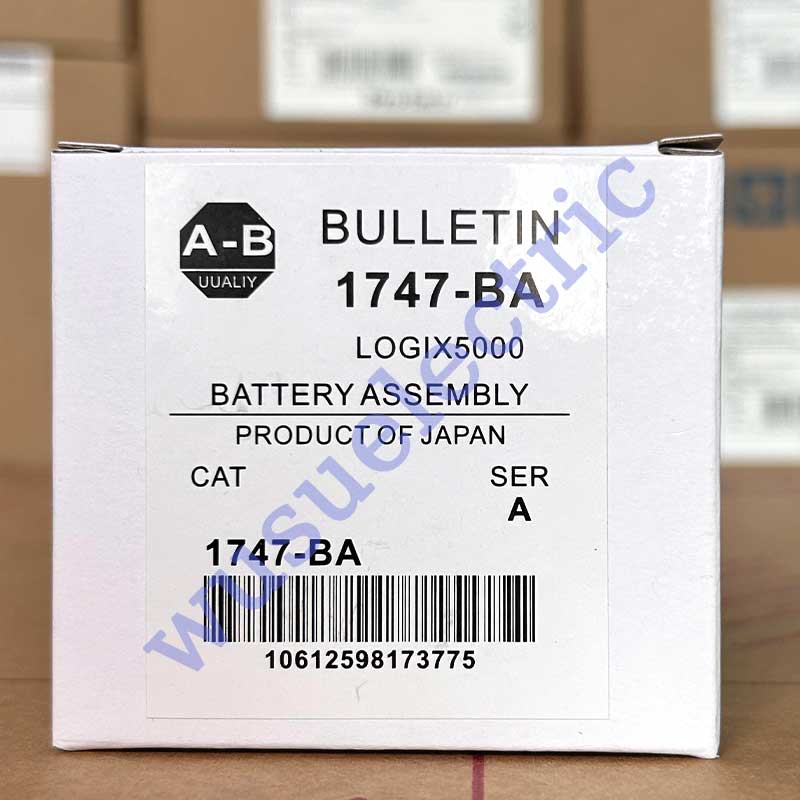 A-B
UUALIY
BULLETIN
1747-BA
LOGIX5000
BATTERY ASSEMBLY
PRODUCT OF JAPAN
CAT SER
A
1747-BA
10612598173775
wusuelectric